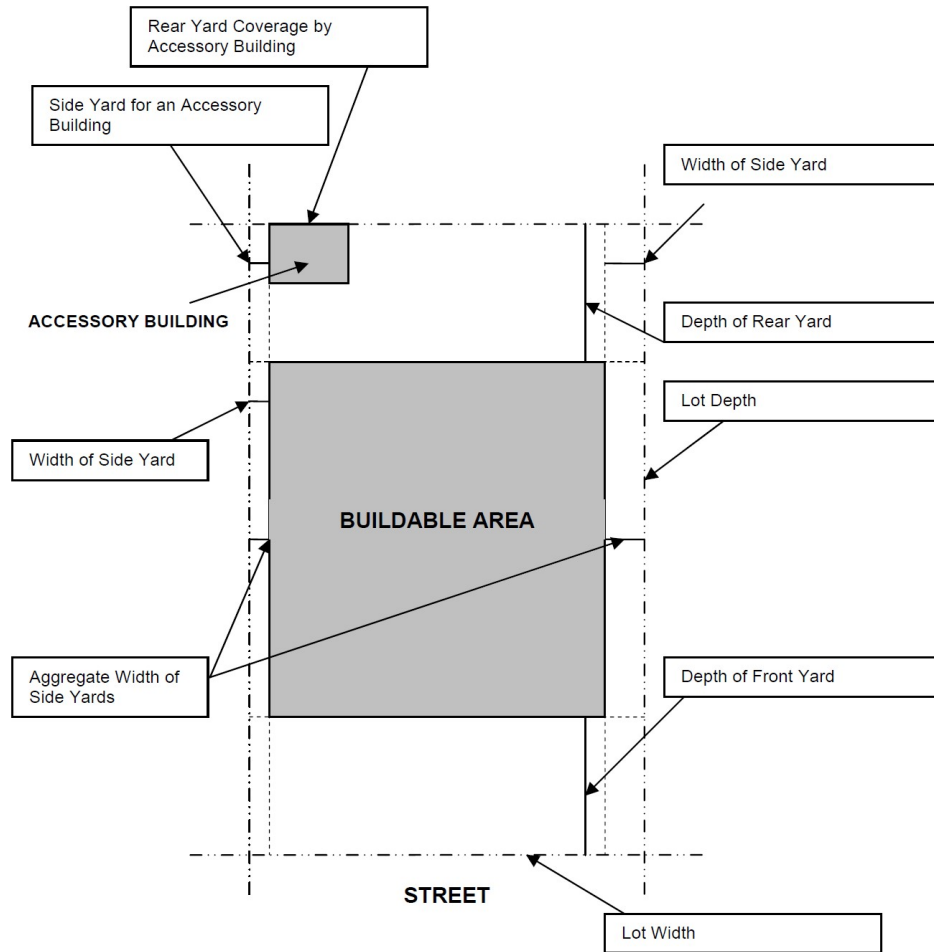 Rear Yard Coverage by
Accessory Building
Side Yard for an Accessory
Building
Width of Side Yard
ACCESSORY BUILDING
Depth of Rear Yard
Lot Depth
Width of Side Yard
BUILDABLE AREA
Aggregate Width of
Side Yards
Depth of Front Yard
STREET
Lot Width